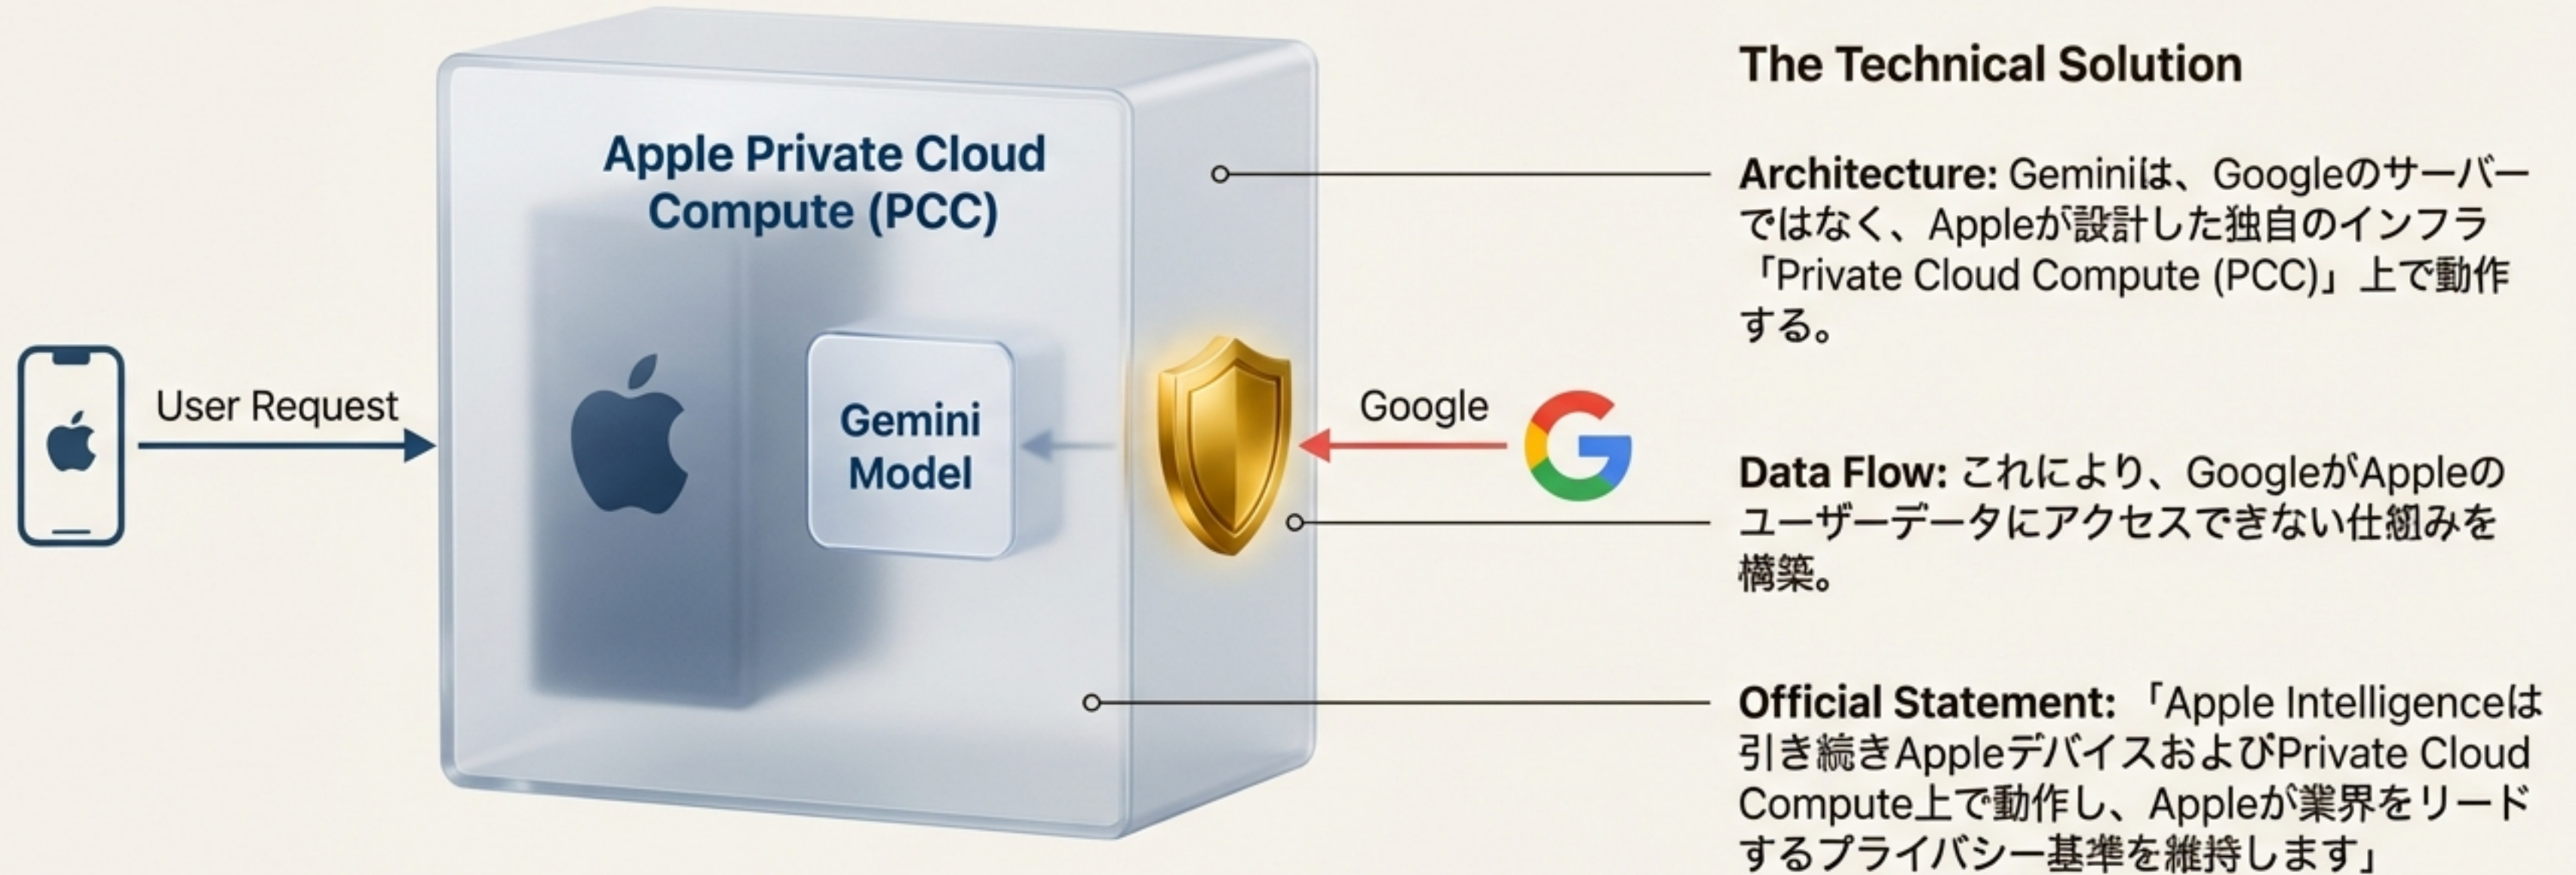 Apple Private Cloud
Compute (PCC)
User Request
Gemini
Model
Google
The Technical Solution
Architecture: Geminiは、Googleのサーバー
ではなく、Appleが設計した独自のインフラ
「Private Cloud Compute (PCC)」上で動作
する。
Data Flow: これにより、GoogleがAppleの
ユーザーデータにアクセスできない仕組みを
構築。
Official Statement: 「Apple Intelligenceは
引き続きAppleデバイスおよびPrivate Cloud
Compute上で動作し、Appleが業界をリード
するプライバシー基準を維持します」